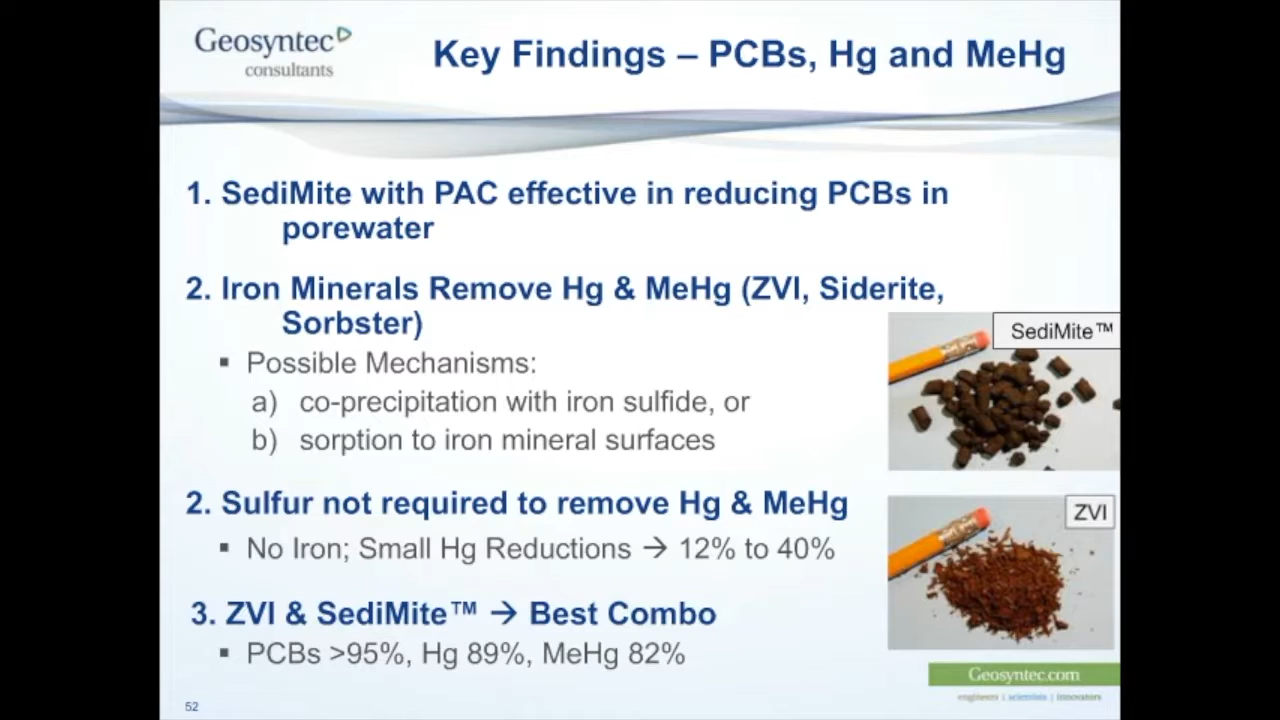 Geosyntec
consultants
Key Findings – PCBs, Hg and MeHg
1. SediMite with PAC effective in reducing PCBs in
porewater
2. Iron Minerals Remove Hg & MeHg (ZVI, Siderite,
Sorbster)
▪ Possible Mechanisms:
a) co-precipitation with iron sulfide, or
b) sorption to iron mineral surfaces
SediMite™
2. Sulfur not required to remove Hg & MeHg
▪ No Iron; Small Hg Reductions → 12% to 40%
ZVI
3. ZVI & SediMite™ → Best Combo
▪ PCBs >95%, Hg 89%, MeHg 82%
Geosyntec.com
engineers | scientists | innovators
52